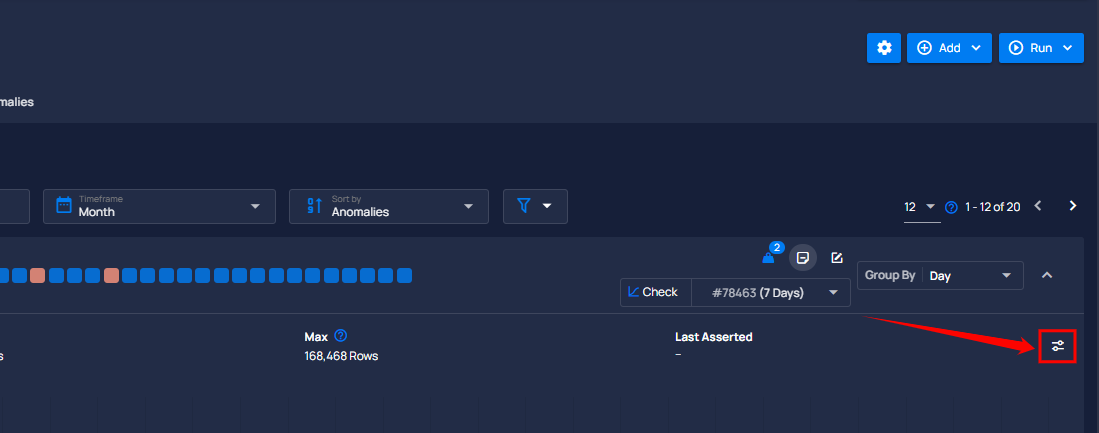 Add
Run
malies
Timeframe
Month
Sort by
Anomalies
12
1 - 12 of 20
2
Check
#78463 (7 Days)
Group By
Day
Max
168,468 Rows
Last Asserted
–
s